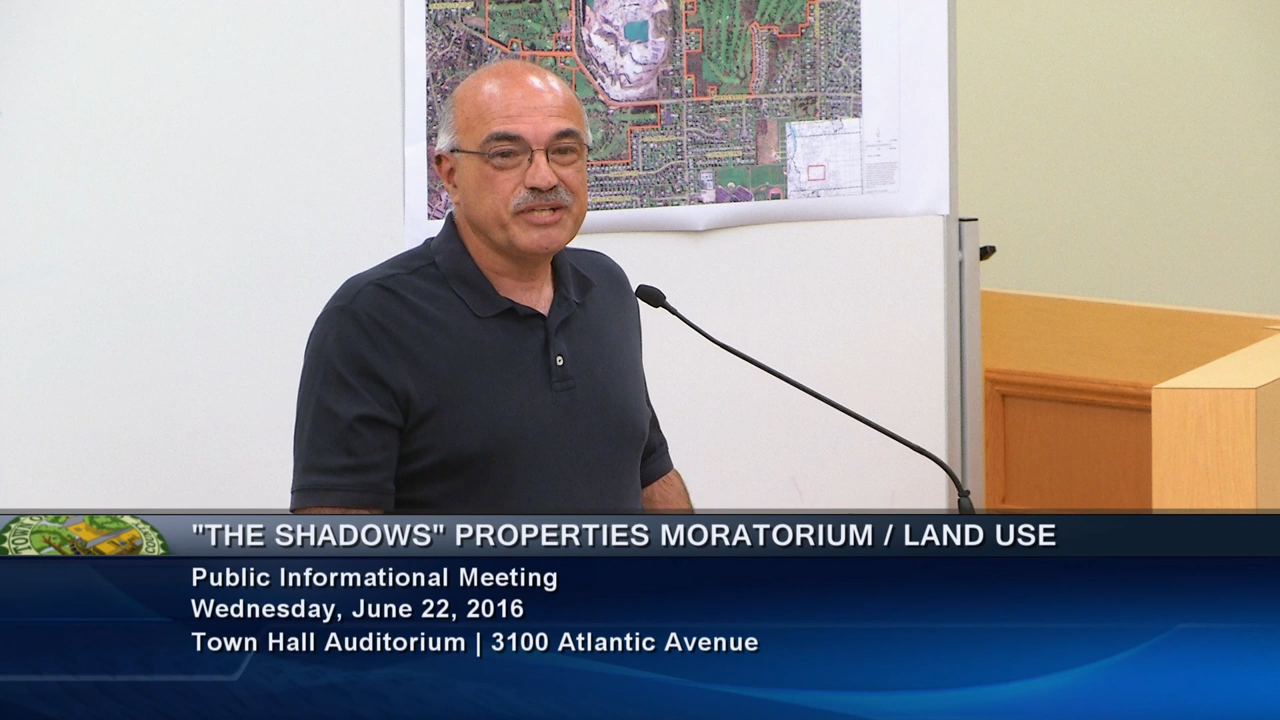 "THE SHADOWS" PROPERTIES MORATORIUM / LAND USE
Public Informational Meeting
Wednesday, June 22, 2016
Town Hall Auditorium | 3100 Atlantic Avenue